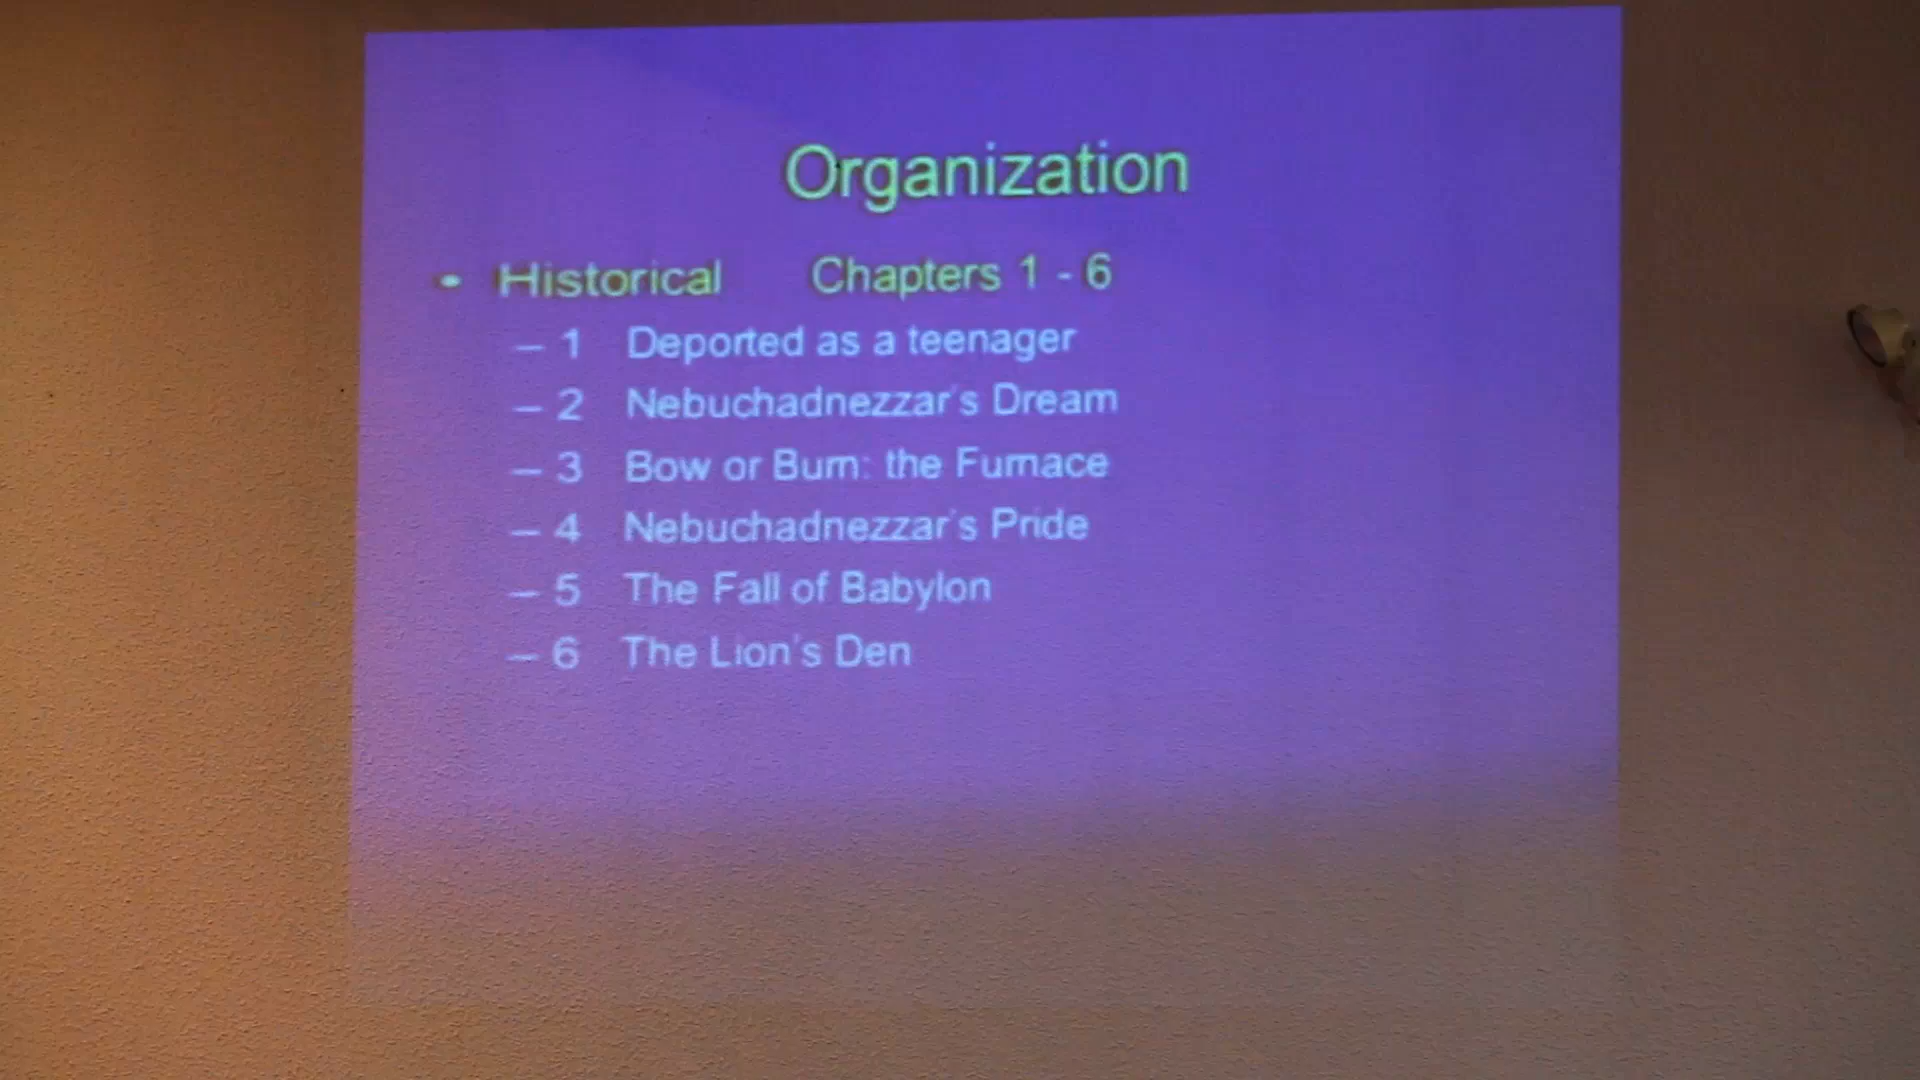 Organization
• Historical Chapters 1 - 6
– 1 Deported as a teenager
– 2 Nebuchadnezzar's Dream
– 3 Bow or Burn: the Furnace
– 4 Nebuchadnezzar's Pride
– 5 The Fall of Babylon
– 6 The Lion's Den